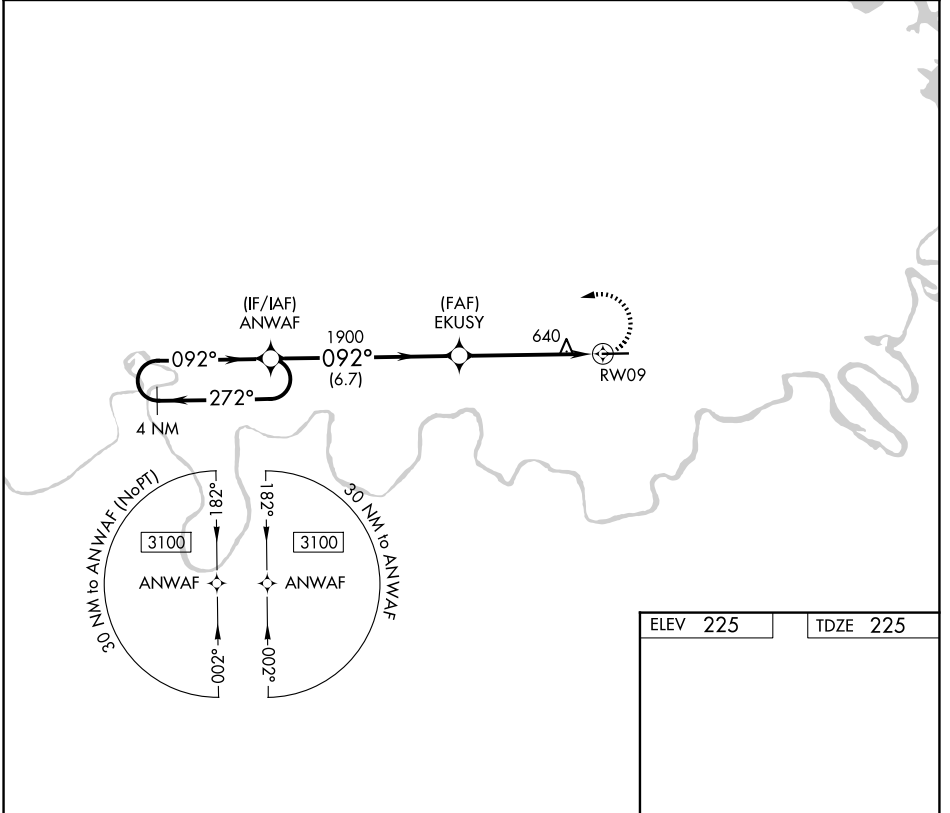 (IF/IAF)
ANWAF
(FAF)
EKUSY
1900
092°
092°
(6.7)
640
RW09
272°
4 NM
30 NM to ANWAF (NoPT)
182°
3100
ANWAF
002°
30 NM to ANWAF
182°
3100
ANWAF
002°
ELEV 225
TDZE 225